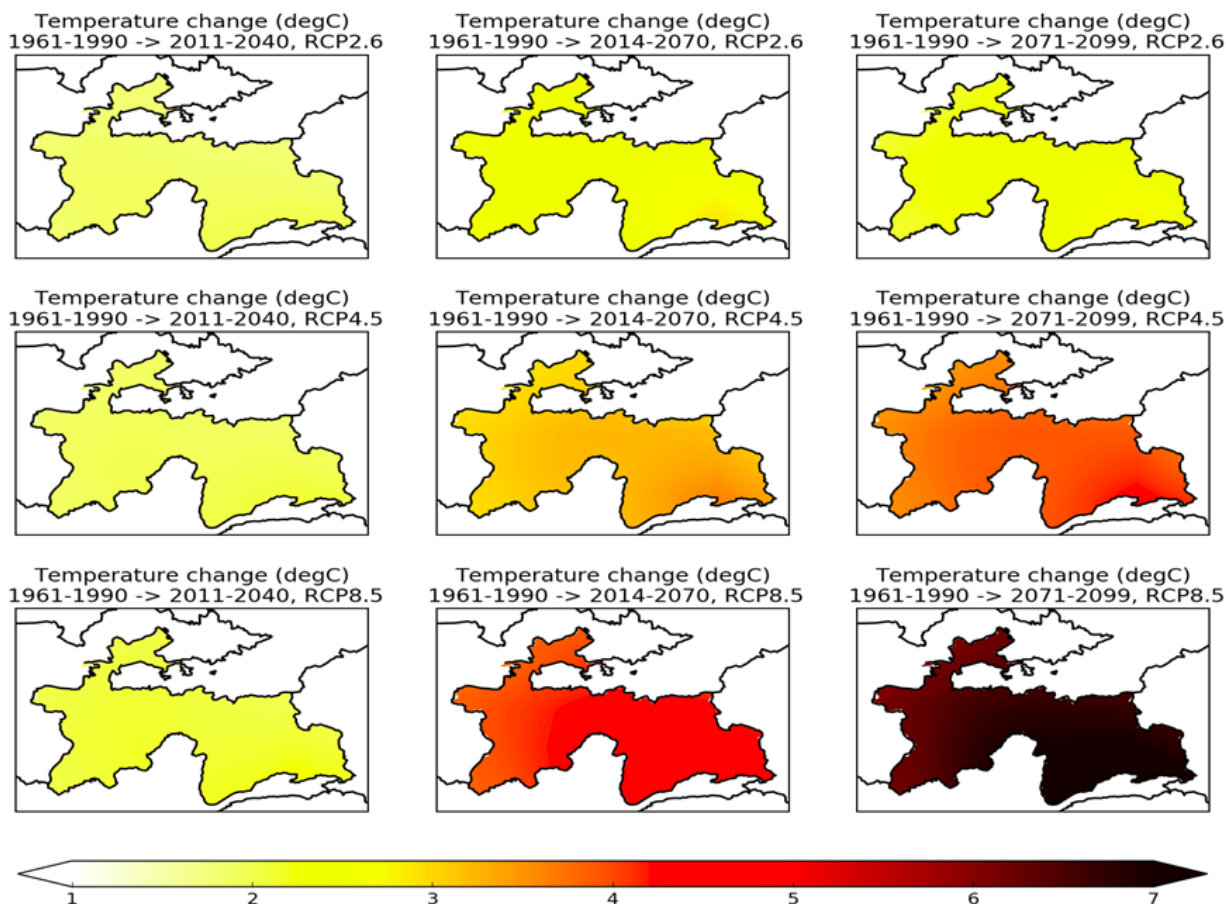 Temperature change (degC)
1961-1990 -> 2011-2040, RCP2.6
Temperature change (degC)
1961-1990 -> 2014-2070, RCP2.6
Temperature change (degC)
1961-1990 -> 2071-2099, RCP2.6
Temperature change (degC)
1961-1990 -> 2011-2040, RCP4.5
Temperature change (degC)
1961-1990 -> 2014-2070, RCP4.5
Temperature change (degC)
1961-1990 -> 2071-2099, RCP4.5
Temperature change (degC)
1961-1990 -> 2011-2040, RCP8.5
Temperature change (degC)
1961-1990 -> 2014-2070, RCP8.5
Temperature change (degC)
1961-1990 -> 2071-2099, RCP8.5
1 2 3 4 5 6 7